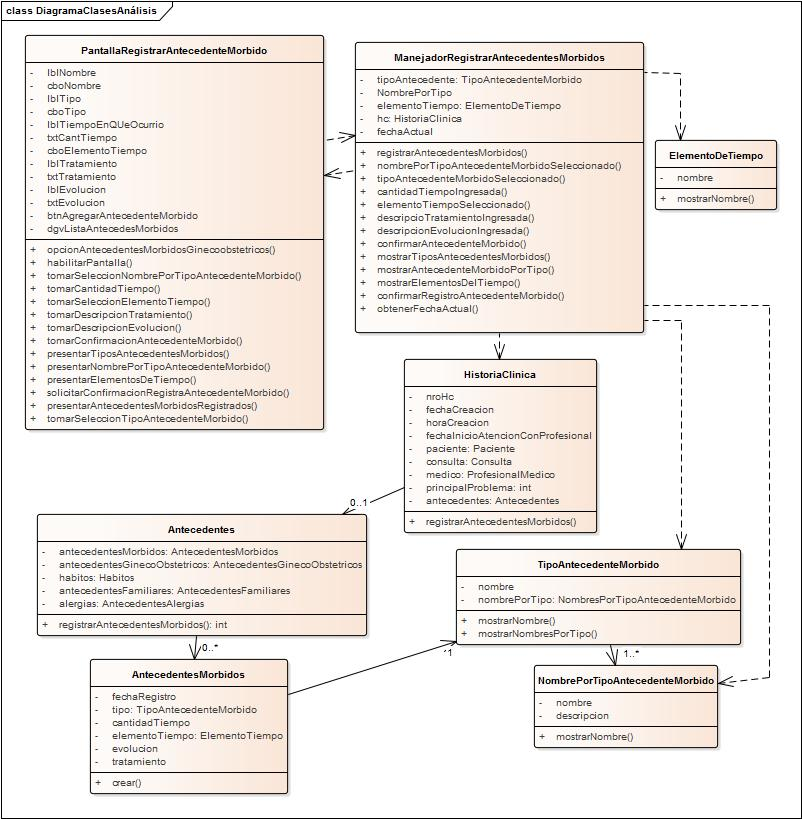 class DiagramaClasesAnálisis
PantallaRegistrarAntecedenteMorbido
- lblNombre
- cboNombre
- lblTipo
- cboTipo
- lblTiempoEnQUeOcurrio
- txtCantTiempo
- cboElementoTiempo
- lblTratamiento
- txtTratamiento
- lblEvolucion
- txtEvolucion
- btnAgregarAntecedenteMorbido
- dgvListaAntecedesMorbidos
+ opcionAntecedentesMorbidosGinecoobstetricos()
+ habilitarPantalla()
+ tomarSeleccionNombrePorTipoAntecedenteMorbido()
+ tomarCantidadTiempo()
+ tomarSeleccionElementoTiempo()
+ tomarDescripcionTratamiento()
+ tomarDescripcionEvolucion()
+ tomarConfirmacionAntecedenteMorbido()
+ presentarTiposAntecedentesMorbidos()
+ presentarNombrePorTipoAntecedenteMorbido()
+ presentarElementosDeTiempo()
+ solicitarConfirmacionRegistraAntecedenteMorbido()
+ presentarAntecedentesMorbidosRegistrados()
+ tomarSeleccionTipoAntecedenteMorbido()
ManejadorRegistrarAntecedentesMorbidos
- tipoAntecedente: TipoAntecedenteMorbido
- NombrePorTipo
- elementoTiempo: ElementoDeTiempo
- hc: HistoriaClinica
- fechaActual
+ registrarAntecedentesMorbidos()
+ nombrePorTipoAntecedenteMorbidoSeleccionado()
+ tipoAntecedenteMorbidoSeleccionado()
+ cantidadTiempoIngresada()
+ elementoTiempoSeleccionado()
+ descripcioTratamientoIngresada()
+ descripcionEvolucionIngresada()
+ confirmarAntecedenteMorbido()
+ mostrarTiposAntecedentesMorbidos()
+ mostrarAntecedenteMorbidoPorTipo()
+ mostrarElementosDelTiempo()
+ confirmarRegistroAntecedenteMorbido()
+ obtenerFechaActual()
ElementoDeTiempo
- nombre
+ mostrarNombre()
HistoriaClinica
- nroHc
- fechaCreacion
- horaCreacion
- fechaInicioAtencionConProfesional
- paciente: Paciente
- consulta: Consulta
- medico: ProfesionalMedico
- principalProblema: int
- antecedentes: Antecedentes
+ registrarAntecedentesMorbidos()
0..1
Antecedentes
- antecedentesMorbidos: AntecedentesMorbidos
- antecedentesGinecoObstetricos: AntecedentesGinecoObstetricos
- habitos: Habitos
- antecedentesFamiliares: AntecedentesFamiliares
- alergias: AntecedentesAlergias
+ registrarAntecedentesMorbidos(): int
0..*
AntecedentesMorbidos
- fechaRegistro
- tipo: TipoAntecedenteMorbido
- cantidadTiempo
- elementoTiempo: ElementoTiempo
- evolucion
- tratamiento
+ crear()
1
TipoAntecedenteMorbido
- nombre
- nombrePorTipo: NombresPorTipoAntecedenteMorbido
+ mostrarNombre()
+ mostrarNombresPorTipo()
1..*
NombrePorTipoAntecedenteMorbido
- nombre
- descripcion
+ mostrarNombre()